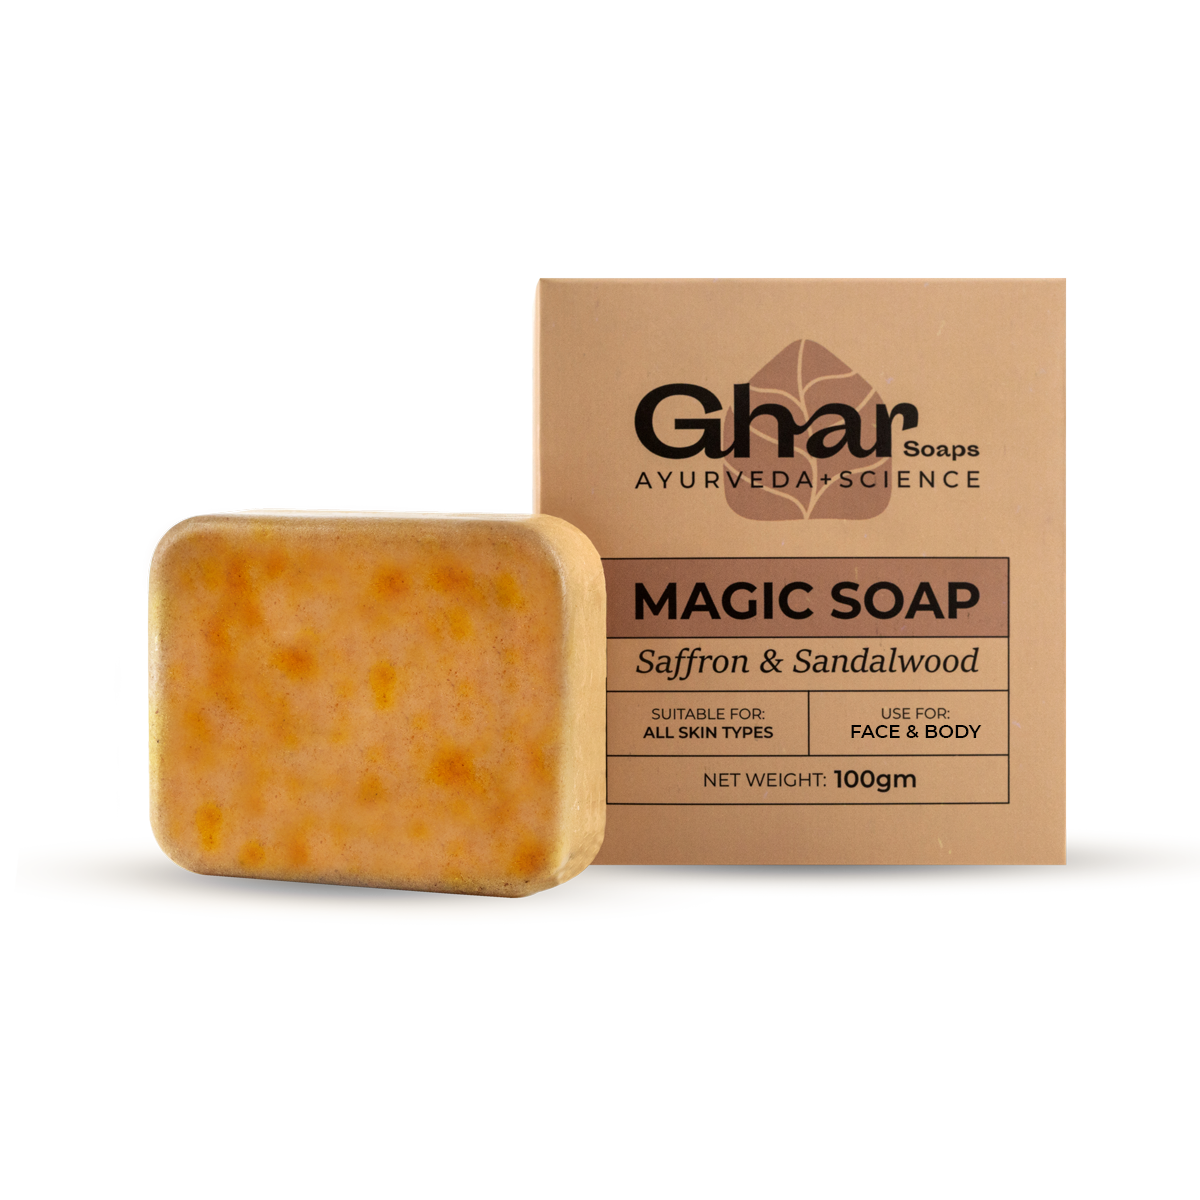 Ghar
Soaps
AYURVEDA+SCIENCE
MAGIC SOAP
Saffron & Sandalwood
SUITABLE FOR:
ALL SKIN TYPES
USE FOR:
FACE & BODY
NET WEIGHT: 100gm